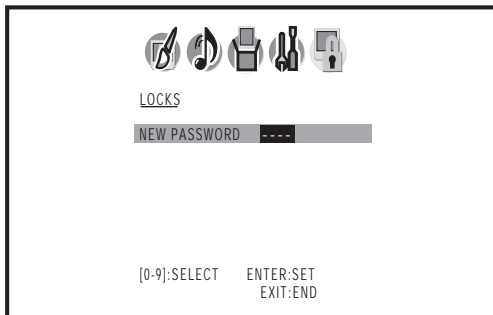 LOCKS
NEW PASSWORD - - - -
[0-9]:SELECT ENTER:SET
EXIT:END